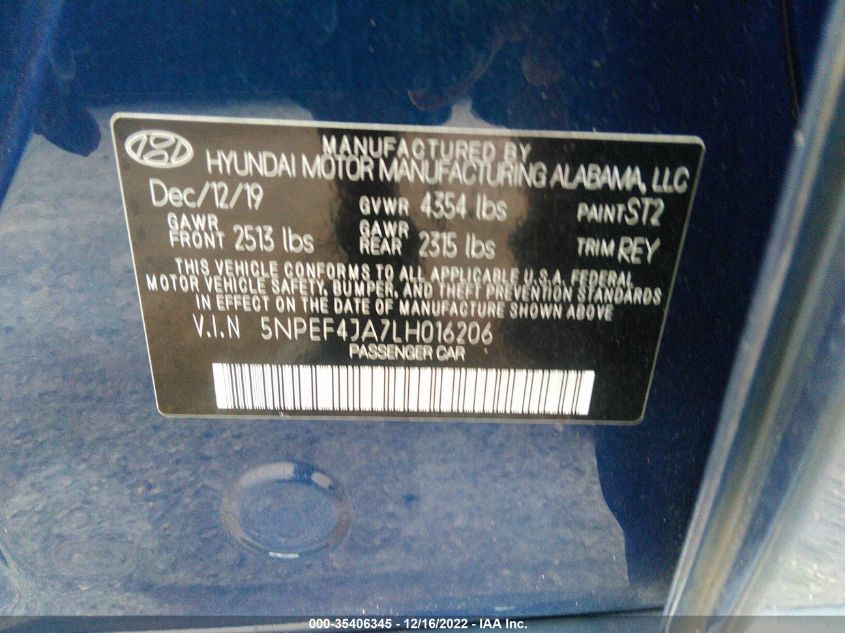 MANUFACTURED BY
HYUNDAI MOTOR MANUFACTURING ALABAMA, LLC
Dec/12/19 GVWR 4354 lbs PAINT ST2
GAWR FRONT 2513 lbs GAWR REAR 2315 lbs TRIM REY
THIS VEHICLE CONFORMS TO ALL APPLICABLE U.S.A. FEDERAL
MOTOR VEHICLE SAFETY, BUMPER, AND THEFT PREVENTION STANDARDS
IN EFFECT ON THE DATE OF MANUFACTURE SHOWN ABOVE.
V.I.N 5NPEF4JA7LH016206
PASSENGER CAR
000-35406345 - 12/16/2022 - IAA Inc.